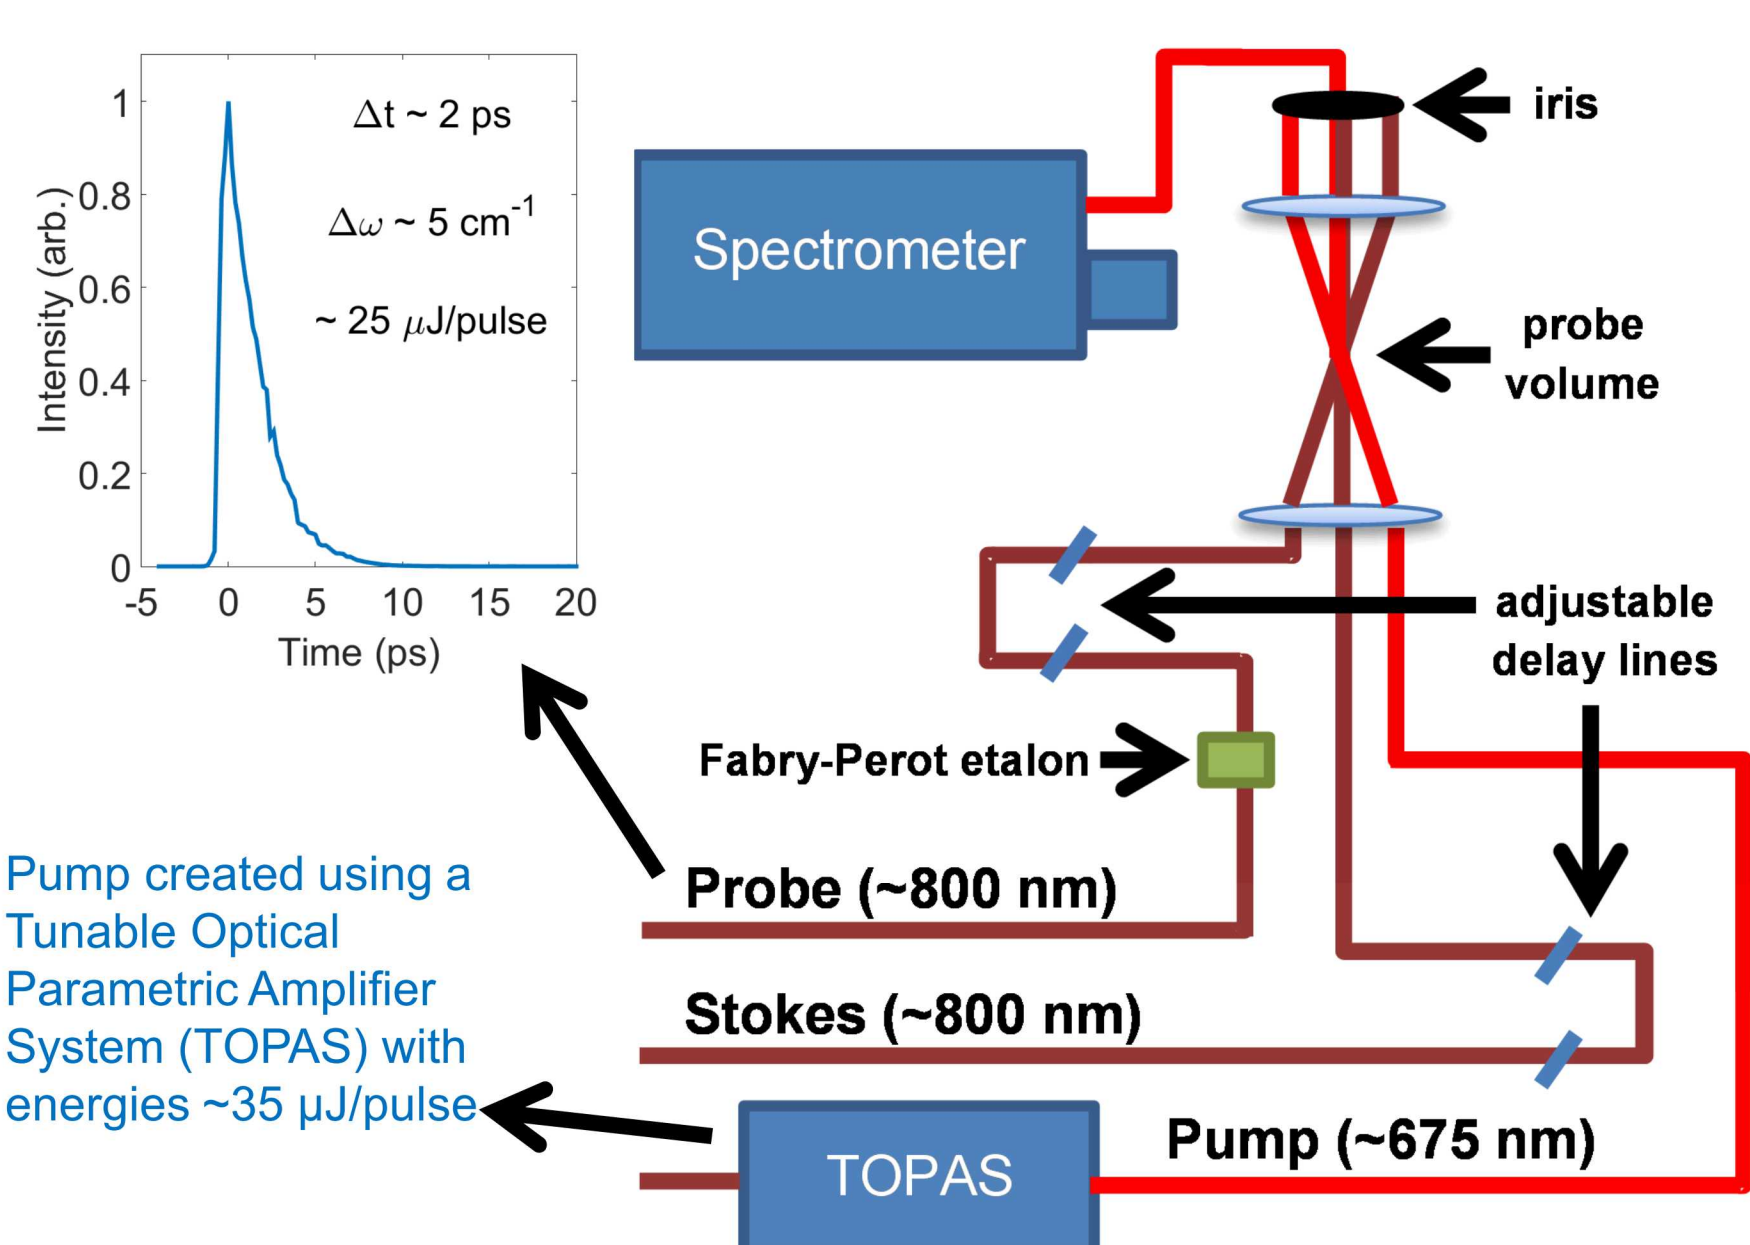 Δt ~ 2 ps
Δω ~ 5 cm⁻¹
~ 25 μJ/pulse
Intensity (arb.)
1
0.8
0.6
0.4
0.2
0
-5 0 5 10 15 20
Time (ps)
Spectrometer
iris
probe
volume
adjustable
delay lines
Fabry-Perot etalon
Probe (~800 nm)
Stokes (~800 nm)
Pump (~675 nm)
TOPAS
Pump created using a
Tunable Optical
Parametric Amplifier
System (TOPAS) with
energies ~35 μJ/pulse